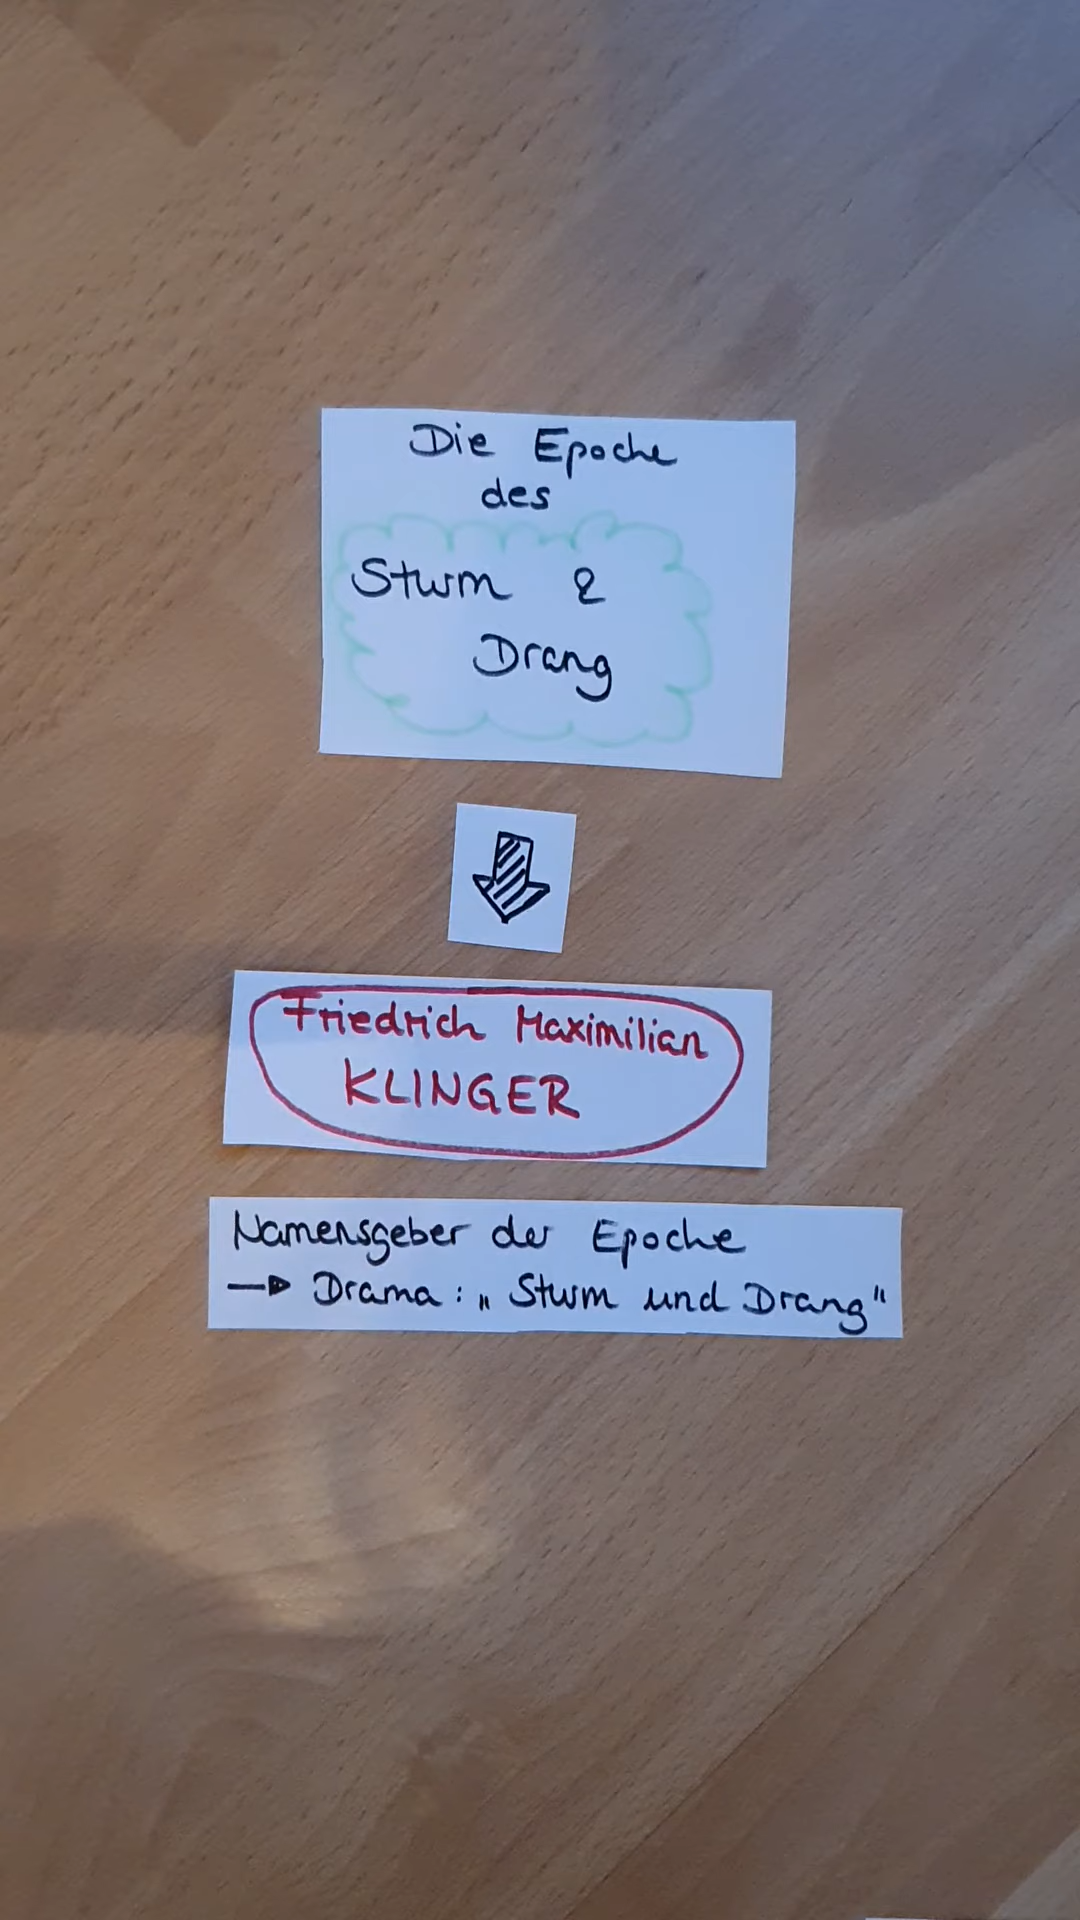 Die Epoche
des
Sturm &
Drang
Friedrich Maximilian
KLINGER
Namensgeber der Epoche
→ Drama: „Sturm und Drang"